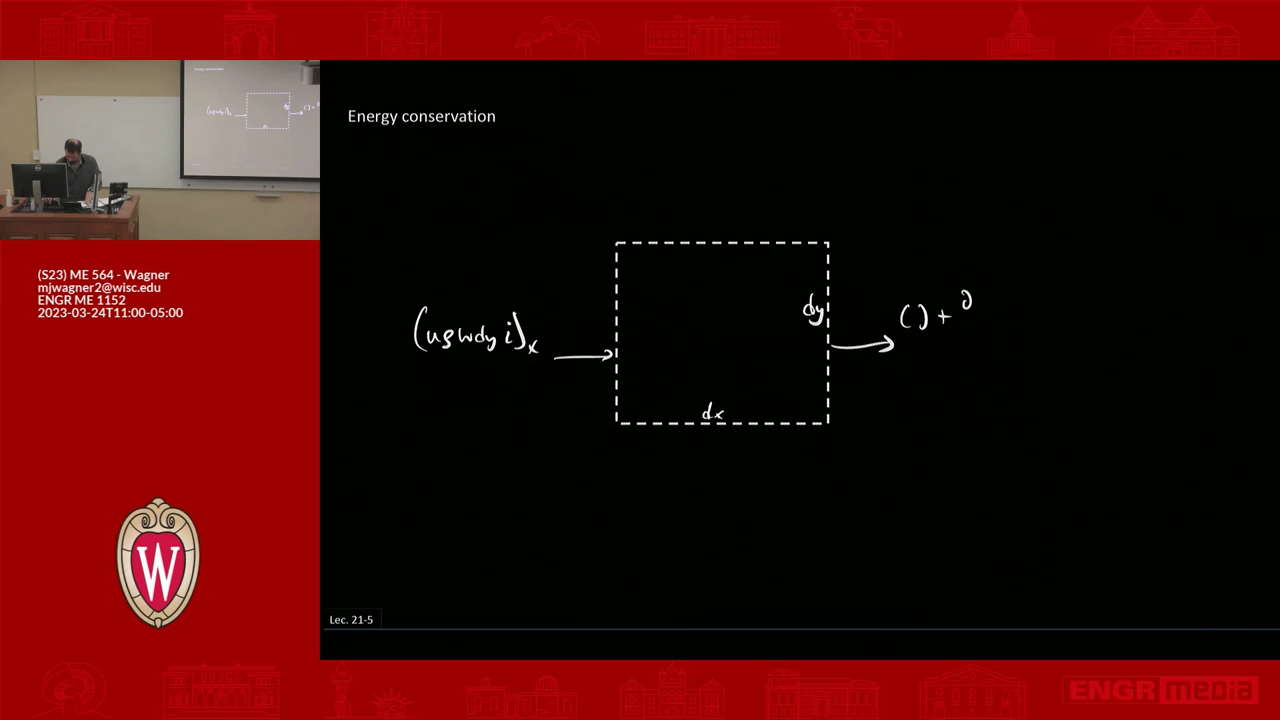 Energy conservation
(uρwdy i)x
dy
( ) + ∂
dx
(S23) ME 564 - Wagner
mjwagner2@wisc.edu
ENGR ME 1152
2023-03-24T11:00-05:00
W
Lec. 21-5
ENGR media